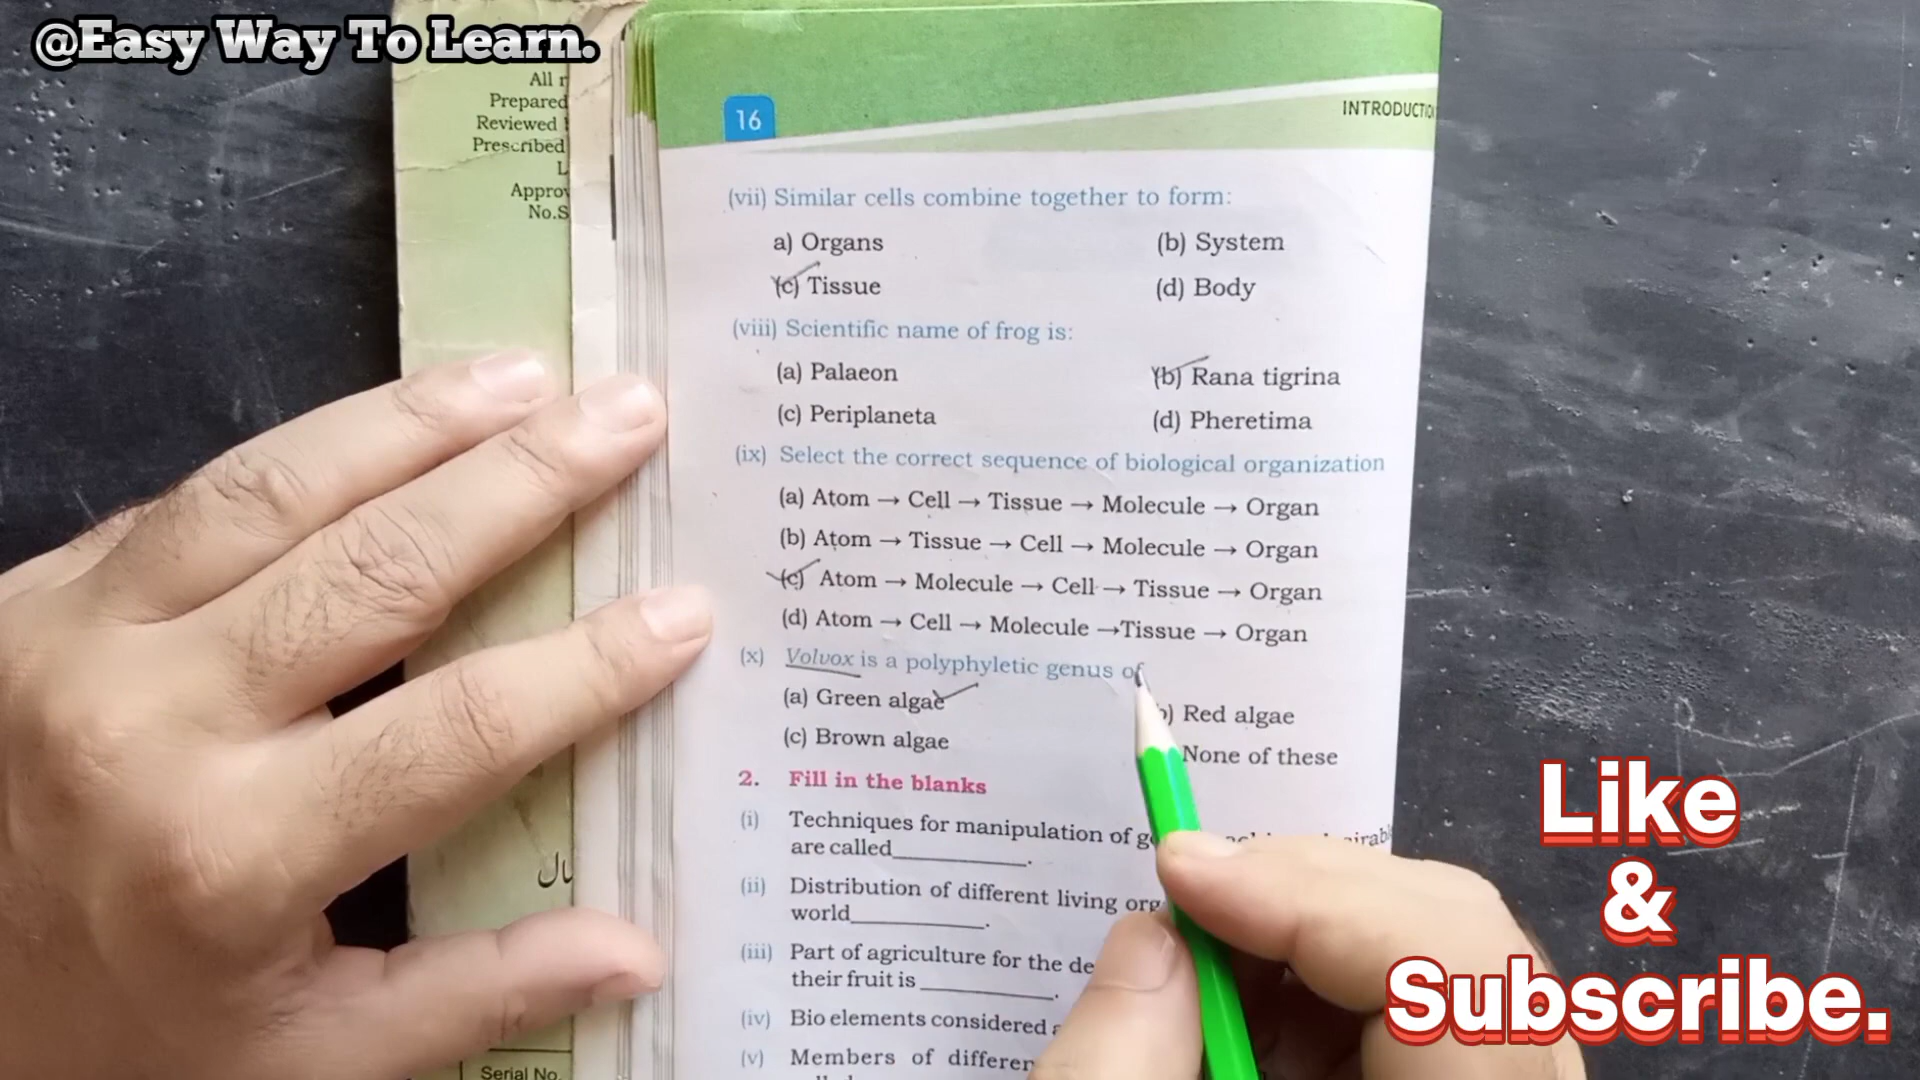 @Easy Way To Learn.
All r
Prepared
Reviewed
Prescribed
L
Approv
No.S
16
INTRODUCTIO
(vii) Similar cells combine together to form:
a) Organs (b) System
(c) Tissue (d) Body
(viii) Scientific name of frog is:
(a) Palaeon (b) Rana tigrina
(c) Periplaneta (d) Pheretima
(ix) Select the correct sequence of biological organization
(a) Atom → Cell → Tissue → Molecule → Organ
(b) Atom → Tissue → Cell → Molecule → Organ
(c) Atom → Molecule → Cell → Tissue → Organ
(d) Atom → Cell → Molecule →Tissue → Organ
(x) Volvox is a polyphyletic genus of
(a) Green algae b) Red algae
(c) Brown algae None of these
2. Fill in the blanks
(i) Techniques for manipulation of g
are called____________.
(ii) Distribution of different living org
world____________.
(iii) Part of agriculture for the de
their fruit is ____________.
(iv) Bio elements considered
(v) Members of differen
Serial No.
Like
&
Subscribe.